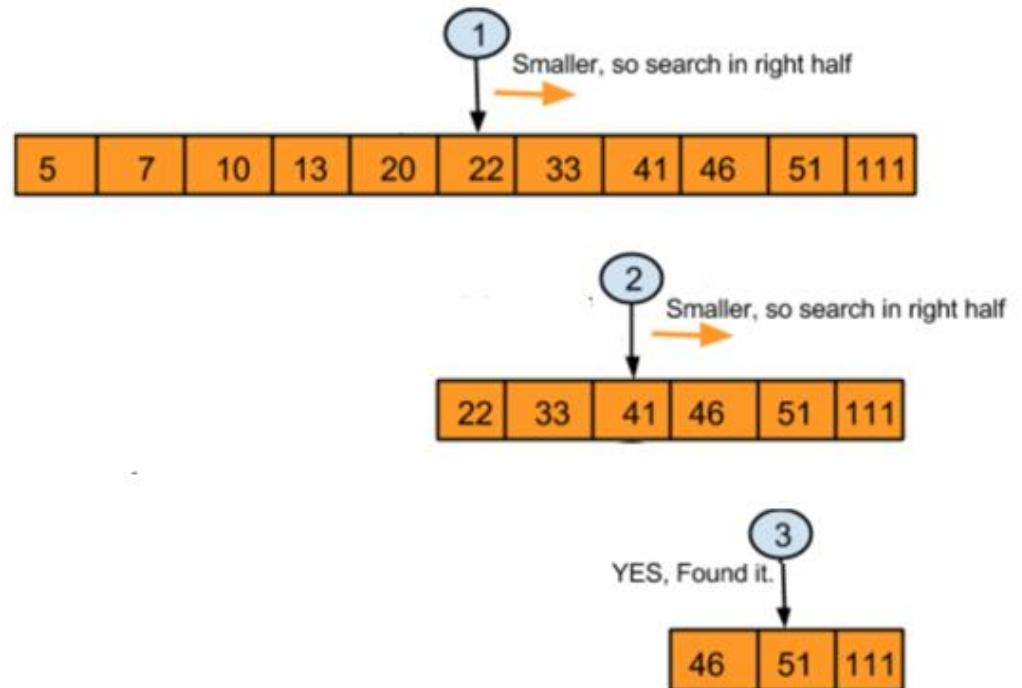 1
Smaller, so search in right half
5 7 10 13 20 22 33 41 46 51 111
2
Smaller, so search in right half
22 33 41 46 51 111
3
YES, Found it.
46 51 111